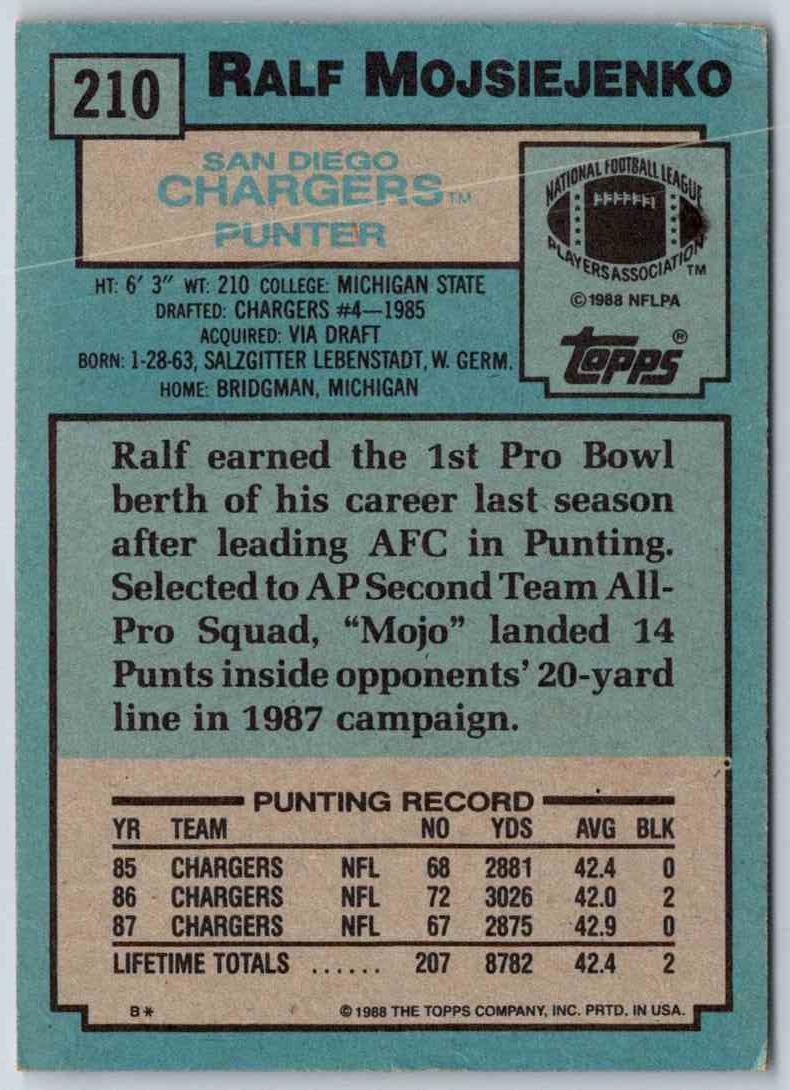 210
RALF MOJSIEJENKO
SAN DIEGO
CHARGERS™
PUNTER
NATIONAL FOOTBALL LEAGUE
PLAYERS ASSOCIATION™
©1988 NFLPA
Topps®
HT: 6' 3" WT: 210 COLLEGE: MICHIGAN STATE
DRAFTED: CHARGERS #4—1985
ACQUIRED: VIA DRAFT
BORN: 1-28-63, SALZGITTER LEBENSTADT, W. GERM.
HOME: BRIDGMAN, MICHIGAN
Ralf earned the 1st Pro Bowl
berth of his career last season
after leading AFC in Punting.
Selected to AP Second Team All-
Pro Squad, “Mojo” landed 14
Punts inside opponents’ 20-yard
line in 1987 campaign.
PUNTING RECORD
YR TEAM NO YDS AVG BLK
85 CHARGERS NFL 68 2881 42.4 0
86 CHARGERS NFL 72 3026 42.0 2
87 CHARGERS NFL 67 2875 42.9 0
LIFETIME TOTALS ...... 207 8782 42.4 2
B* ©1988 THE TOPPS COMPANY, INC. PRTD. IN USA.